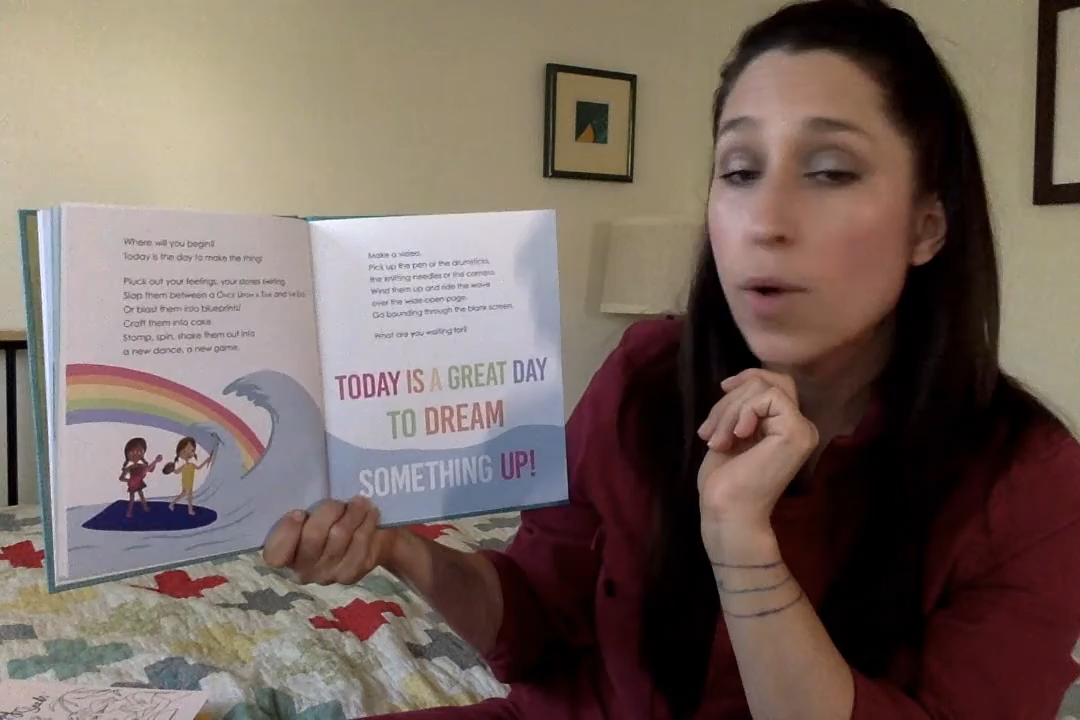 Where will you begin?
Today is the day to make the thing!
Pluck out your feelings, your stories swirling.
Slap them between a Once Upon a Time and
Or blast them into blueprints!
Craft them into cake.
Stomp, spin, shake them out into
a new dance, a new game.
Make a video.
Pick up the pen or the drumsticks,
the knitting needles or the camera.
Wind them up and ride the wave
over the wide-open page.
Go bounding through the blank screen.
What are you waiting for?
TODAY IS A GREAT DAY
TO DREAM
SOMETHING UP!